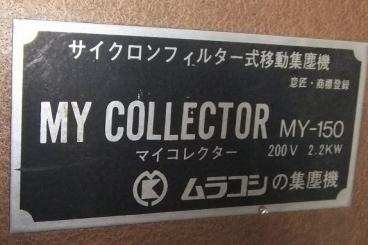 サイクロンフィルター式移動集塵機
意匠・商標登録
MY COLLECTOR MY-150
マイコレクター 200V 2.2KW
ムラコシの集塵機